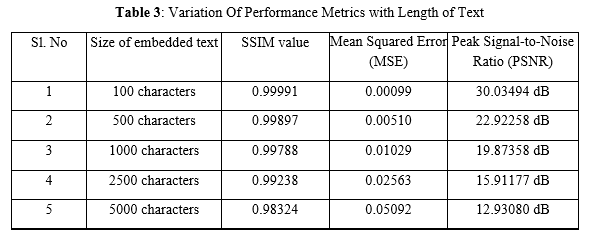 Table 3: Variation Of Performance Metrics with Length of Text
Sl. No Size of embedded text SSIM value Mean Squared Error (MSE) Peak Signal-to-Noise Ratio (PSNR)
1 100 characters 0.99991 0.00099 30.03494 dB
2 500 characters 0.99897 0.00510 22.92258 dB
3 1000 characters 0.99788 0.01029 19.87358 dB
4 2500 characters 0.99238 0.02563 15.91177 dB
5 5000 characters 0.98324 0.05092 12.93080 dB